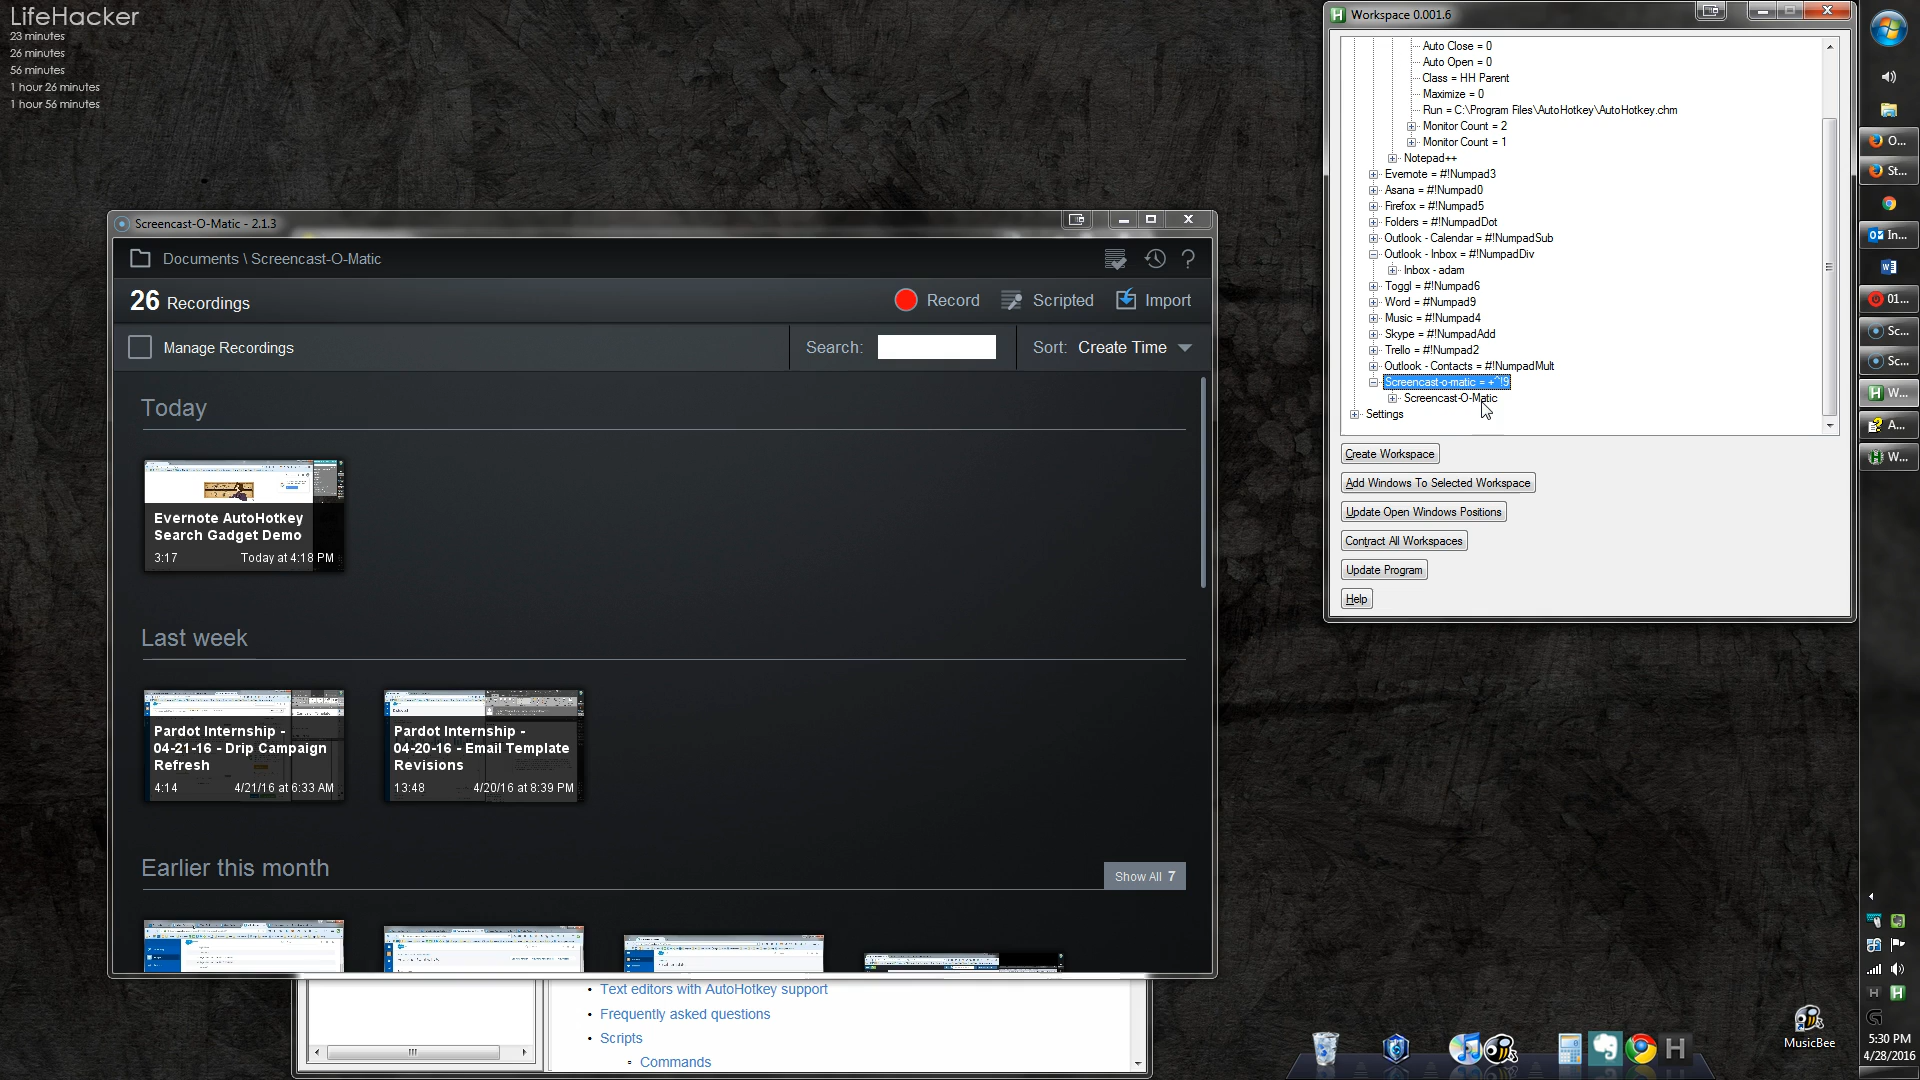 LifeHacker
23 minutes
26 minutes
56 minutes
1 hour 26 minutes
1 hour 56 minutes
Screencast-O-Matic - 2.1.3
Documents \ Screencast-O-Matic
26 Recordings
Record
Scripted
Import
Manage Recordings
Search:
Sort: Create Time
Today
Evernote AutoHotkey
Search Gadget Demo
3:17 Today at 4:18 PM
Last week
Pardot Internship -
04-21-16 - Drip Campaign
Refresh
4:14 4/21/16 at 6:33 AM
Pardot Internship -
04-20-16 - Email Template
Revisions
13:48 4/20/16 at 8:39 PM
Earlier this month
Show All 7
Text editors with AutoHotkey support
Frequently asked questions
Scripts
Commands
Workspace 0.001.6
Auto Close = 0
Auto Open = 0
Class = HH Parent
Maximize = 0
Run = C:\Program Files\AutoHotkey\AutoHotkey.chm
Monitor Count = 2
Monitor Count = 1
Notepad++
Evernote = #!Numpad3
Asana = #!Numpad0
Firefox = #!Numpad5
Folders = #!NumpadDot
Outlook - Calendar = #!NumpadSub
Outlook - Inbox = #!NumpadDiv
Inbox - adam
Toggl = #!Numpad6
Word = #!Numpad9
Music = #!Numpad4
Skype = #!NumpadAdd
Trello = #!Numpad2
Outlook - Contacts = #!NumpadMult
Screencast-o-matic = +^!9
Screencast-O-Matic
Settings
Create Workspace
Add Windows To Selected Workspace
Update Open Windows Positions
Contract All Workspaces
Update Program
Help
O...
St...
In...
01...
Sc...
Sc...
W...
A...
W...
MusicBee
5:30 PM
4/28/2016